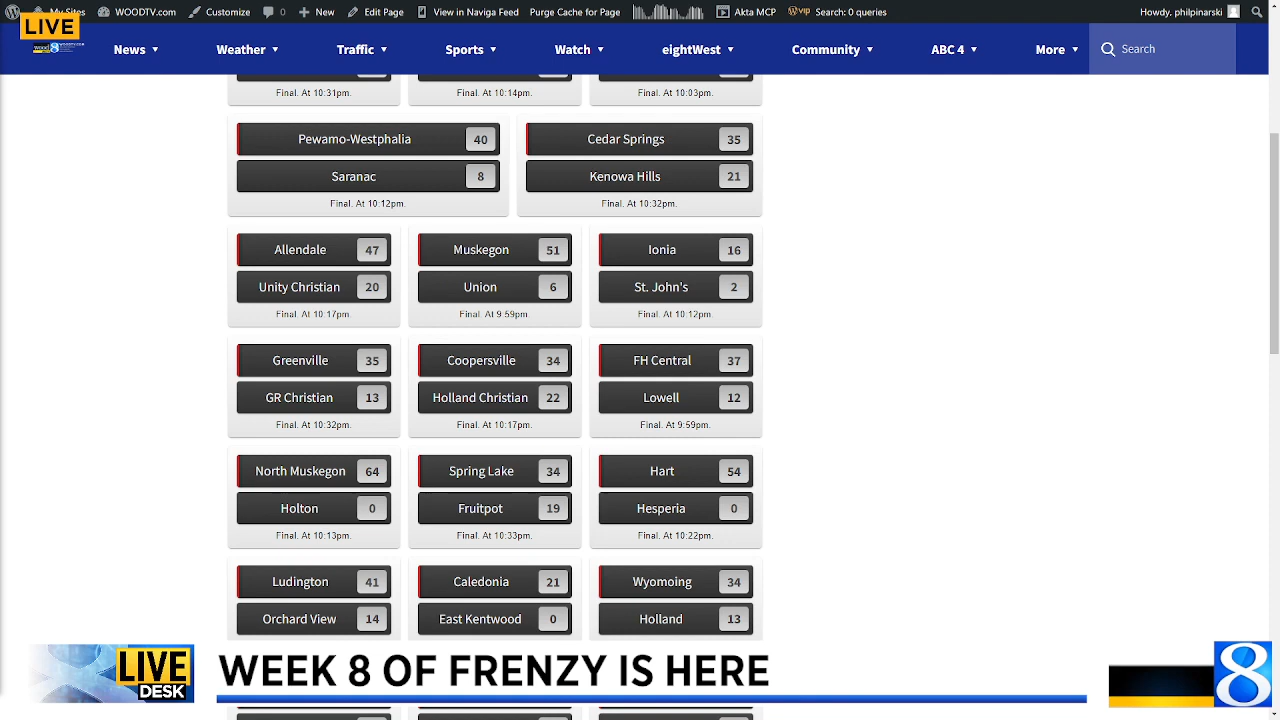 My Sites WOODTV.com Customize 0 New Edit Page View in Naviga Feed Purge Cache for Page Akta MCP vip Search: 0 queries Howdy, philpinarski
LIVE
wood 8 WOODTV.COM
News Weather Traffic Sports Watch eightWest Community ABC 4 More Search
Final. At 10:31pm. Final. At 10:14pm. Final. At 10:03pm.
Pewamo-Westphalia 40 Cedar Springs 35
Saranac 8 Kenowa Hills 21
Final. At 10:12pm. Final. At 10:32pm.
Allendale 47 Muskegon 51 Ionia 16
Unity Christian 20 Union 6 St. John's 2
Final. At 10:17pm. Final. At 9:59pm. Final. At 10:12pm.
Greenville 35 Coopersville 34 FH Central 37
GR Christian 13 Holland Christian 22 Lowell 12
Final. At 10:32pm. Final. At 10:17pm. Final. At 9:59pm.
North Muskegon 64 Spring Lake 34 Hart 54
Holton 0 Fruitpot 19 Hesperia 0
Final. At 10:13pm. Final. At 10:33pm. Final. At 10:22pm.
Ludington 41 Caledonia 21 Wyomoing 34
Orchard View 14 East Kentwood 0 Holland 13
LIVE DESK
WEEK 8 OF FRENZY IS HERE
8